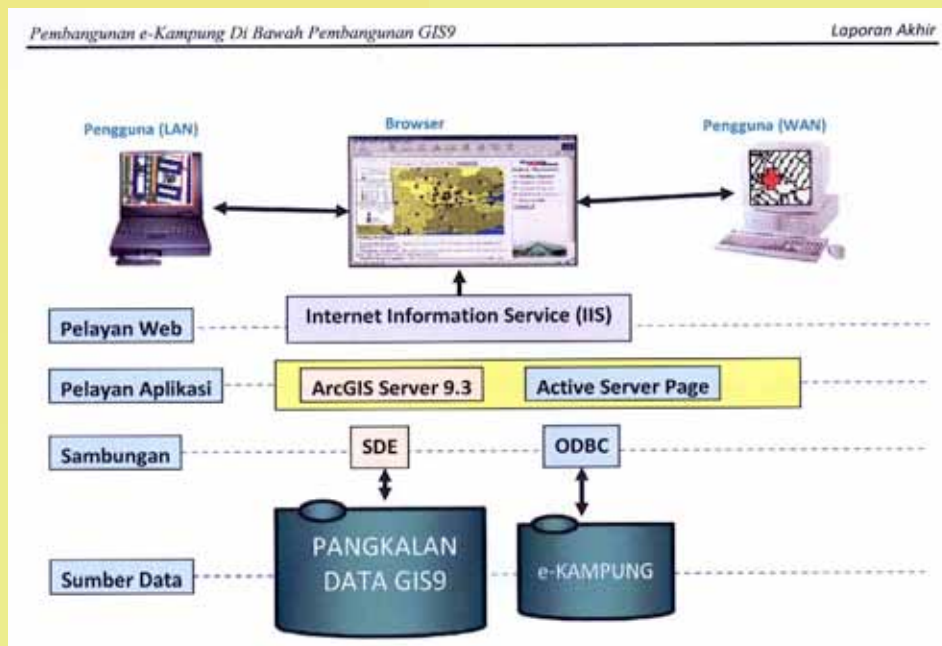 Pembangunan e-Kampung Di Bawah Pembangunan GIS9
Laporan Akhir
Pengguna (LAN)
Browser
Pengguna (WAN)
Pelayan Web
Internet Information Service (IIS)
Pelayan Aplikasi
ArcGIS Server 9.3
Active Server Page
Sambungan
SDE
ODBC
Sumber Data
PANGKALAN
DATA GIS9
e-KAMPUNG